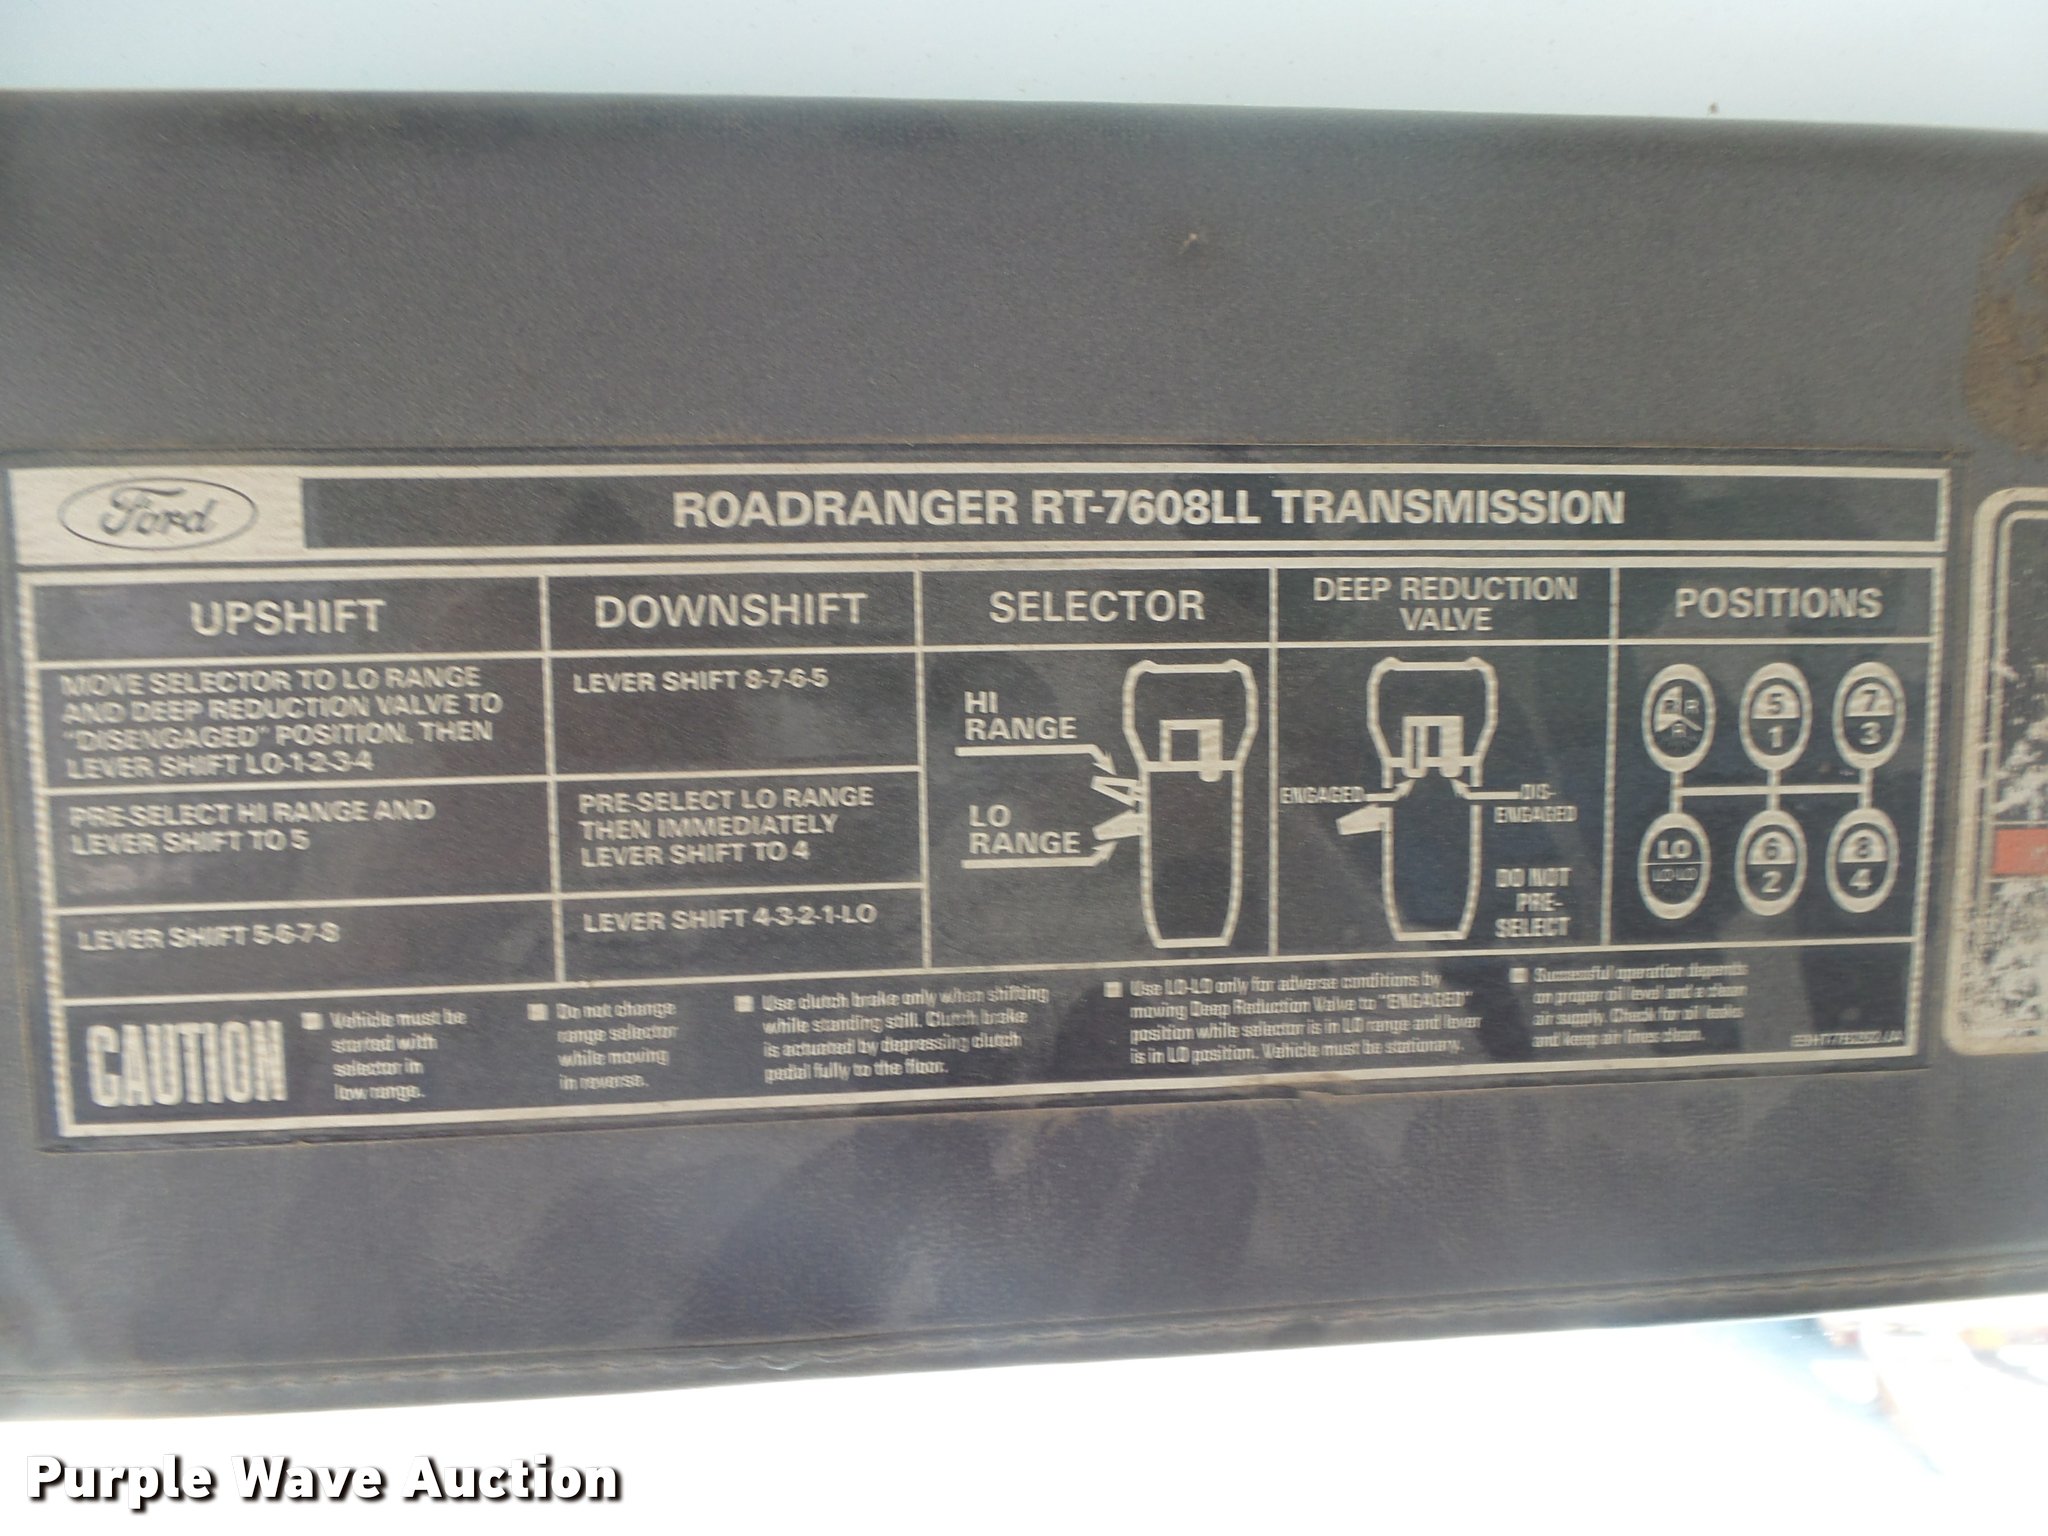 Ford
ROADRANGER RT-7608LL TRANSMISSION
UPSHIFT
MOVE SELECTOR TO LO RANGE
AND DEEP REDUCTION VALVE TO
"DISENGAGED" POSITION, THEN
LEVER SHIFT LO-1-2-3-4
PRE-SELECT HI RANGE AND
LEVER SHIFT TO 5
LEVER SHIFT 5-6-7-8
DOWNSHIFT
LEVER SHIFT 8-7-6-5
PRE-SELECT LO RANGE
THEN IMMEDIATELY
LEVER SHIFT TO 4
LEVER SHIFT 4-3-2-1-LO
SELECTOR
HI
RANGE
LO
RANGE
DEEP REDUCTION
VALVE
ENGAGED
DIS-
ENGAGED
DO NOT
PRE-
SELECT
POSITIONS
R R
R
5
1
7
3
LO
LO-LO
6
2
8
4
CAUTION
Vehicle must be
started with
selector in
low range.
Do not change
range selector
while moving
in reverse.
Use clutch brake only when shifting
while standing still. Clutch brake
is actuated by depressing clutch
pedal fully to the floor.
Use LO-LO only for adverse conditions by
moving Deep Reduction Valve to "ENGAGED"
position while selector is in LO range and lever
is in LO position. Vehicle must be stationary.
Successful operation depends
on proper oil level and a clean
air supply. Check for oil leaks
and keep air lines clean.
Purple Wave Auction